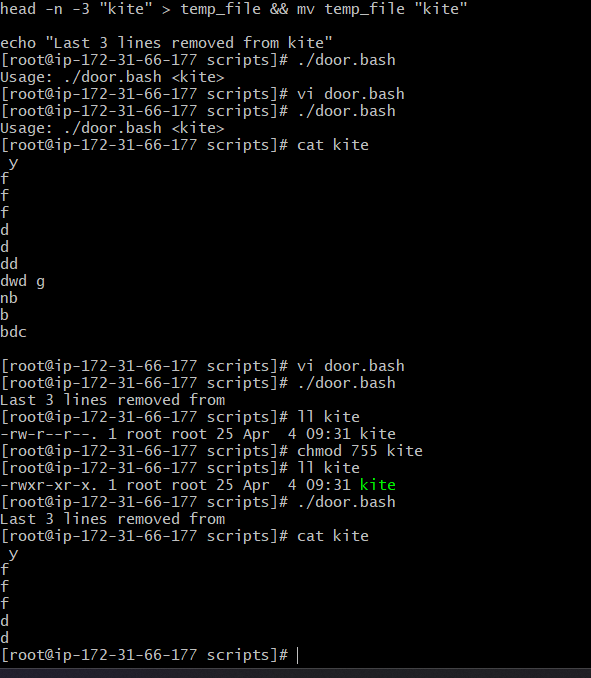 head -n -3 "kite" > temp_file && mv temp_file "kite"
echo "Last 3 lines removed from kite"
[root@ip-172-31-66-177 scripts]# ./door.bash
Usage: ./door.bash <kite>
[root@ip-172-31-66-177 scripts]# vi door.bash
[root@ip-172-31-66-177 scripts]# ./door.bash
Usage: ./door.bash <kite>
[root@ip-172-31-66-177 scripts]# cat kite
 y
f
f
f
d
d
dd
dwd g
nb
b
bdc
[root@ip-172-31-66-177 scripts]# vi door.bash
[root@ip-172-31-66-177 scripts]# ./door.bash
Last 3 lines removed from
[root@ip-172-31-66-177 scripts]# ll kite
-rw-r--r--. 1 root root 25 Apr  4 09:31 kite
[root@ip-172-31-66-177 scripts]# chmod 755 kite
[root@ip-172-31-66-177 scripts]# ll kite
-rwxr-xr-x. 1 root root 25 Apr  4 09:31 kite
[root@ip-172-31-66-177 scripts]# ./door.bash
Last 3 lines removed from
[root@ip-172-31-66-177 scripts]# cat kite
 y
f
f
f
d
d
[root@ip-172-31-66-177 scripts]#